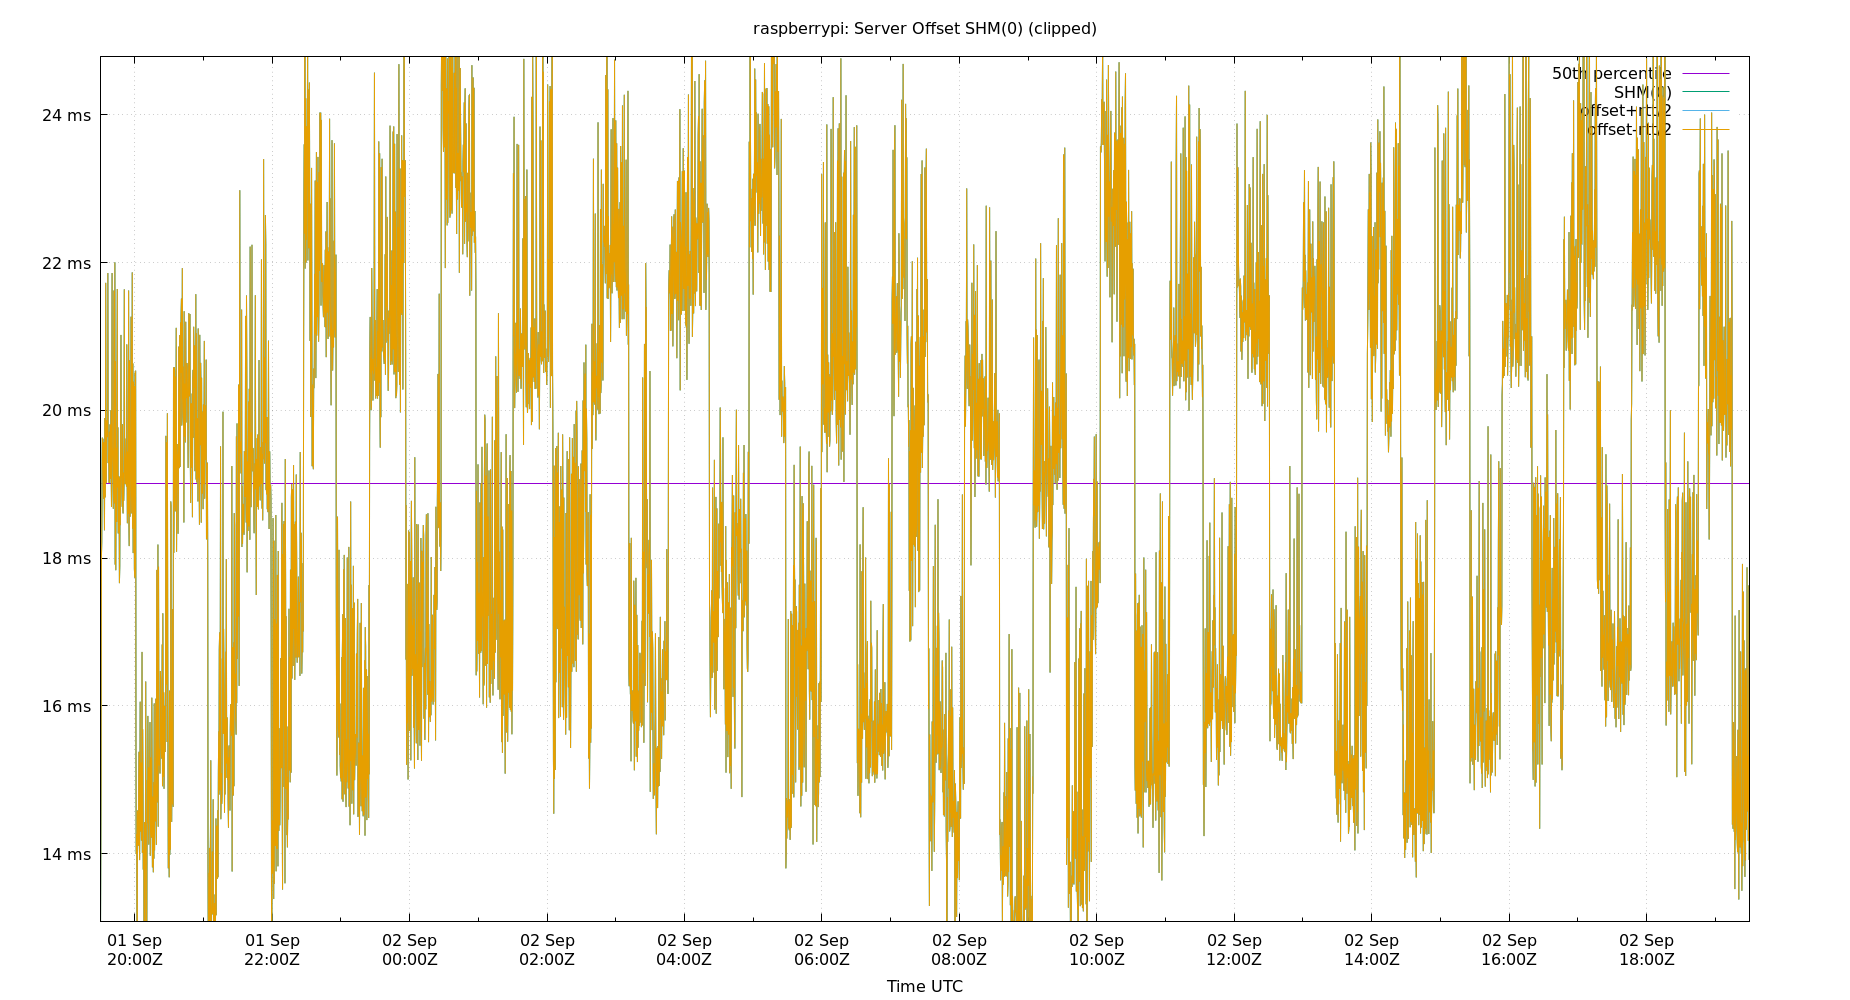 raspberrypi: Server Offset SHM(0) (clipped)
50th percentile
SHM(0)
offset+rtt/2
offset-rtt/2
24 ms
22 ms
20 ms
18 ms
16 ms
14 ms
01 Sep 01 Sep 02 Sep 02 Sep 02 Sep 02 Sep 02 Sep 02 Sep 02 Sep 02 Sep 02 Sep 02 Sep
20:00Z 22:00Z 00:00Z 02:00Z 04:00Z 06:00Z 08:00Z 10:00Z 12:00Z 14:00Z 16:00Z 18:00Z
Time UTC